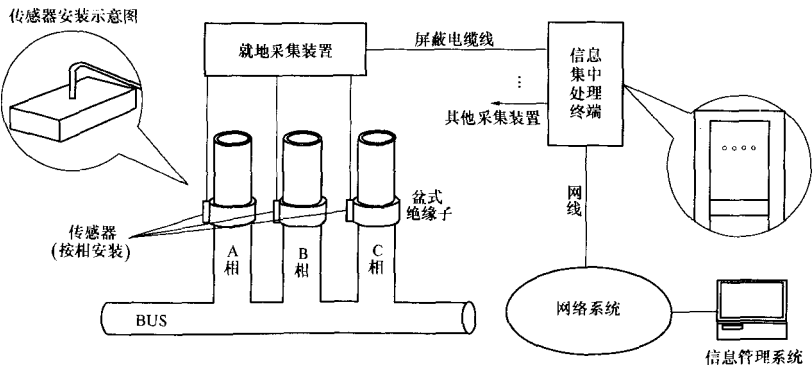 传感器安装示意图
就地采集装置
屏蔽电缆线
信息
集中
处理
终端
…
其他采集装置
网
线
盆式
绝缘子
传感器
(按相安装)
A
相
B
相
C
相
BUS
网络系统
信息管理系统